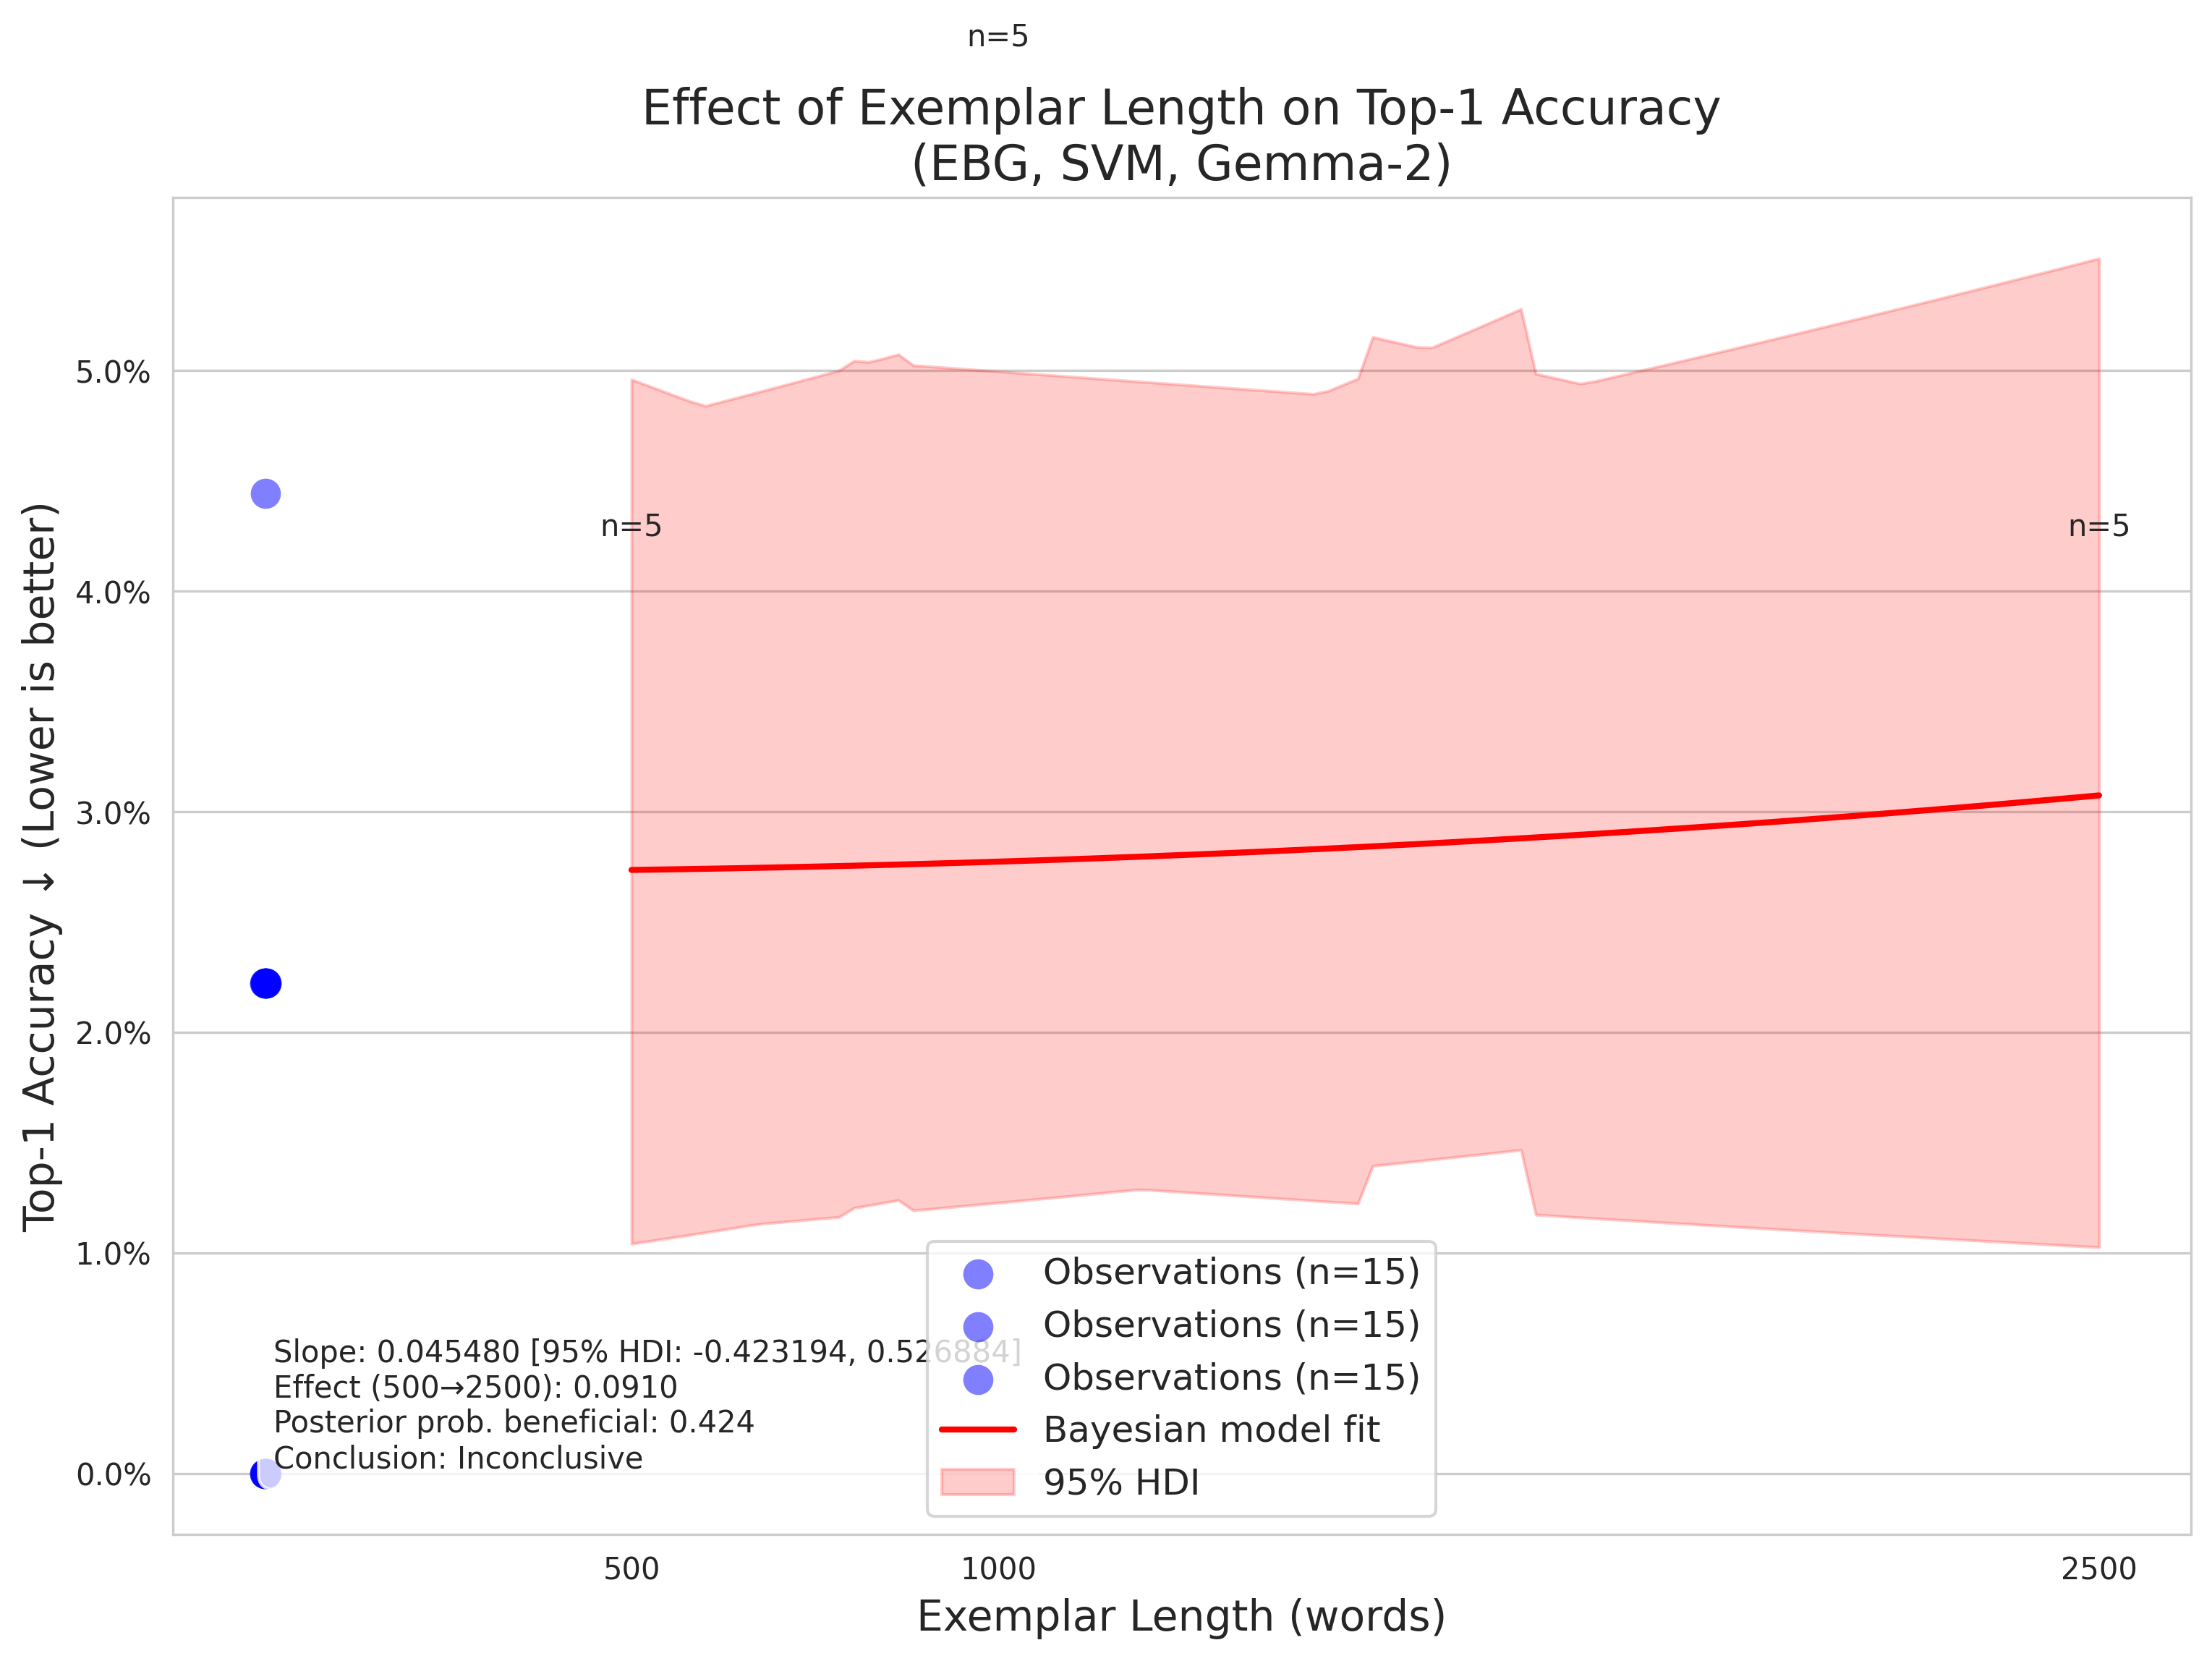 n=5
Effect of Exemplar Length on Top-1 Accuracy
(EBG, SVM, Gemma-2)
Top-1 Accuracy ↓ (Lower is better)
5.0%
4.0%
3.0%
2.0%
1.0%
0.0%
n=5
n=5
Slope: 0.045480 [95% HDI: -0.423194, 0.526884]
Effect (500→2500): 0.0910
Posterior prob. beneficial: 0.424
Conclusion: Inconclusive
Observations (n=15)
Observations (n=15)
Observations (n=15)
Bayesian model fit
95% HDI
500
1000
2500
Exemplar Length (words)